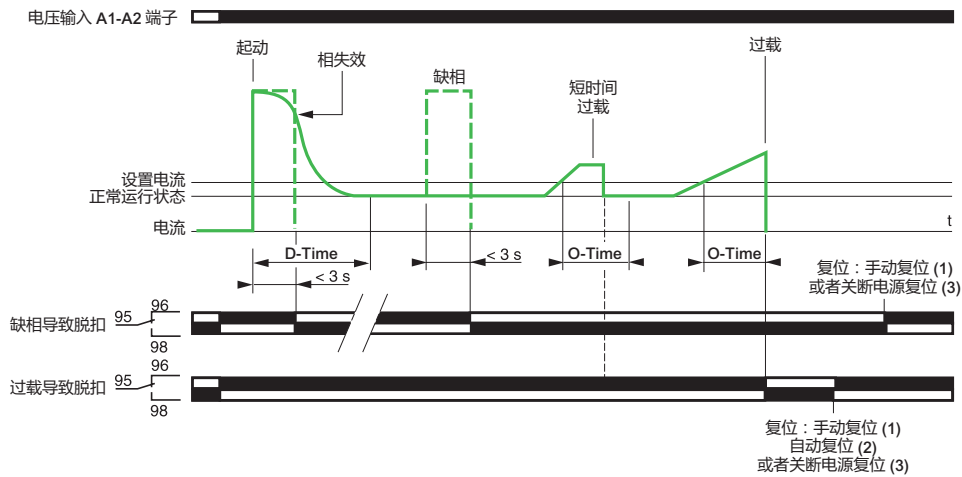 电压输入 A1-A2 端子
起动
相失效
缺相
短时间
过载
过载
设置电流
正常运行状态
电流
t
D-Time
< 3 s
< 3 s
O-Time
O-Time
复位：手动复位 (1)
或者关断电源复位 (3)
缺相导致脱扣
95
96
98
过载导致脱扣
95
96
98
复位：手动复位 (1)
自动复位 (2)
或者关断电源复位 (3)